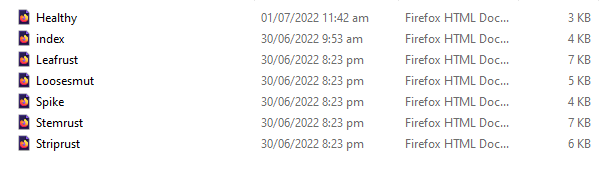 Healthy 01/07/2022 11:42 am Firefox HTML Doc... 3 KB
index 30/06/2022 9:53 am Firefox HTML Doc... 4 KB
Leafrust 30/06/2022 8:23 pm Firefox HTML Doc... 7 KB
Loosesmut 30/06/2022 8:23 pm Firefox HTML Doc... 5 KB
Spike 30/06/2022 8:23 pm Firefox HTML Doc... 4 KB
Stemrust 30/06/2022 8:23 pm Firefox HTML Doc... 7 KB
Striprust 30/06/2022 8:23 pm Firefox HTML Doc... 6 KB